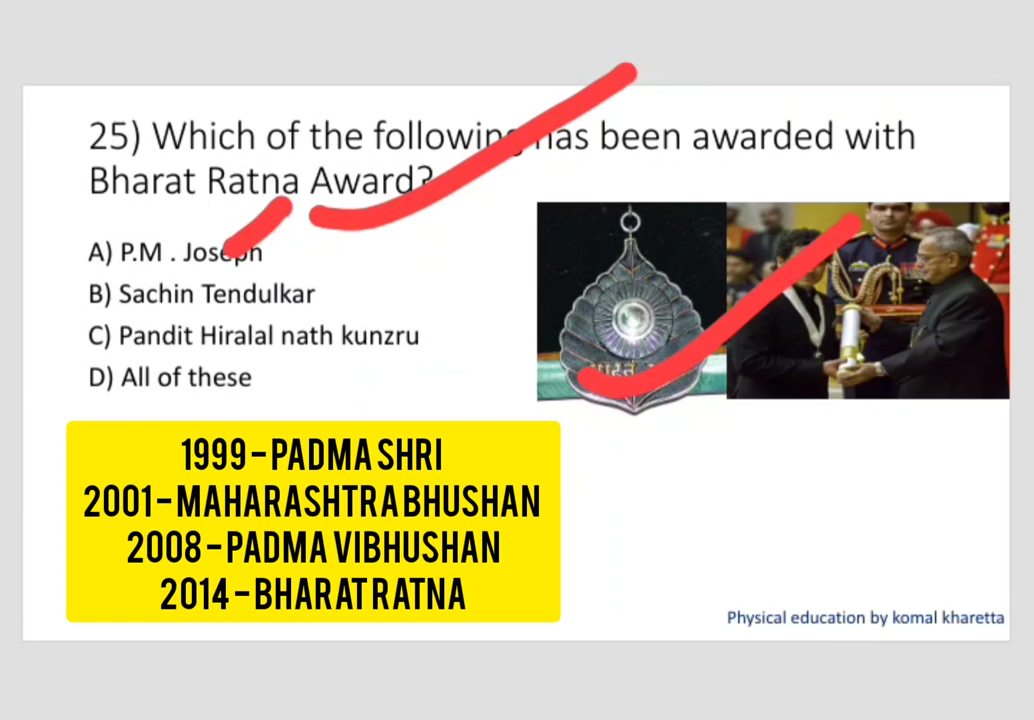 25) Which of the following has been awarded with
Bharat Ratna Award?
A) P.M . Joseph
B) Sachin Tendulkar
C) Pandit Hiralal nath kunzru
D) All of these
1999 – PADMA SHRI
2001 – MAHARASHTRA BHUSHAN
2008 – PADMA VIBHUSHAN
2014 – BHARAT RATNA
Physical education by komal kharetta